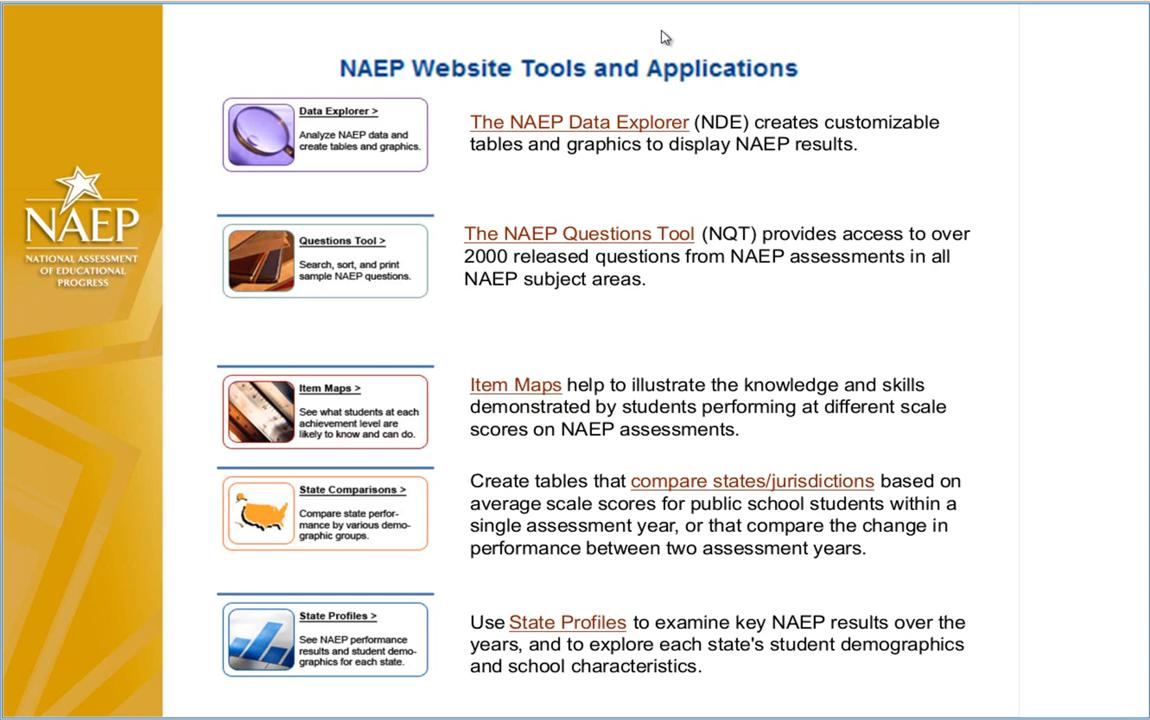 NAEP Website Tools and Applications
NAEP
NATIONAL ASSESSMENT
OF EDUCATIONAL
PROGRESS
Data Explorer >
Analyze NAEP data and
create tables and graphics.
The NAEP Data Explorer (NDE) creates customizable
tables and graphics to display NAEP results.
Questions Tool >
Search, sort, and print
sample NAEP questions.
The NAEP Questions Tool (NQT) provides access to over
2000 released questions from NAEP assessments in all
NAEP subject areas.
Item Maps >
See what students at each
achievement level are
likely to know and can do.
Item Maps help to illustrate the knowledge and skills
demonstrated by students performing at different scale
scores on NAEP assessments.
State Comparisons >
Compare state perfor-
mance by various demo-
graphic groups.
Create tables that compare states/jurisdictions based on
average scale scores for public school students within a
single assessment year, or that compare the change in
performance between two assessment years.
State Profiles >
See NAEP performance
results and student demo-
graphics for each state.
Use State Profiles to examine key NAEP results over the
years, and to explore each state's student demographics
and school characteristics.